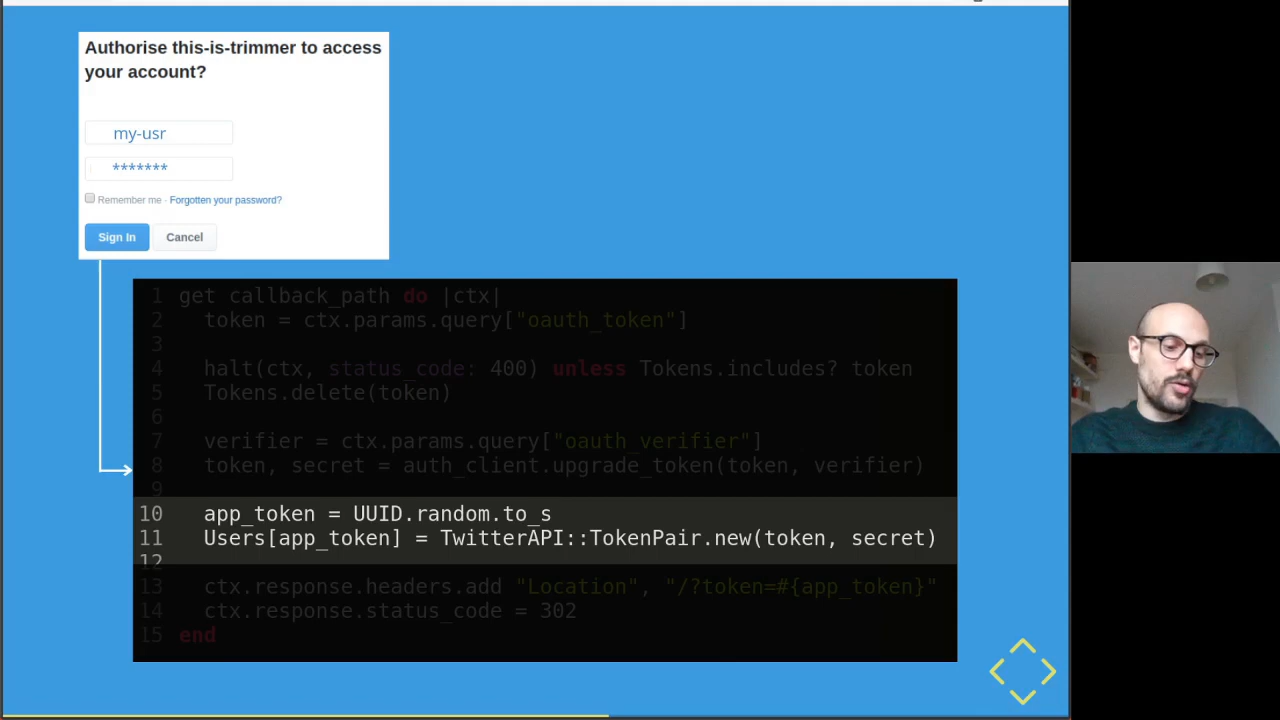 Authorise this-is-trimmer to access
your account?
my-usr
*******
Remember me - Forgotten your password?
Sign In Cancel
1 get callback_path do |ctx|
2 token = ctx.params.query["oauth_token"]
3
4 halt(ctx, status_code: 400) unless Tokens.includes? token
5 Tokens.delete(token)
6
7 verifier = ctx.params.query["oauth_verifier"]
8 token, secret = auth_client.upgrade_token(token, verifier)
9
10 app_token = UUID.random.to_s
11 Users[app_token] = TwitterAPI::TokenPair.new(token, secret)
12
13 ctx.response.headers.add "Location", "/?token=#{app_token}"
14 ctx.response.status_code = 302
15 end